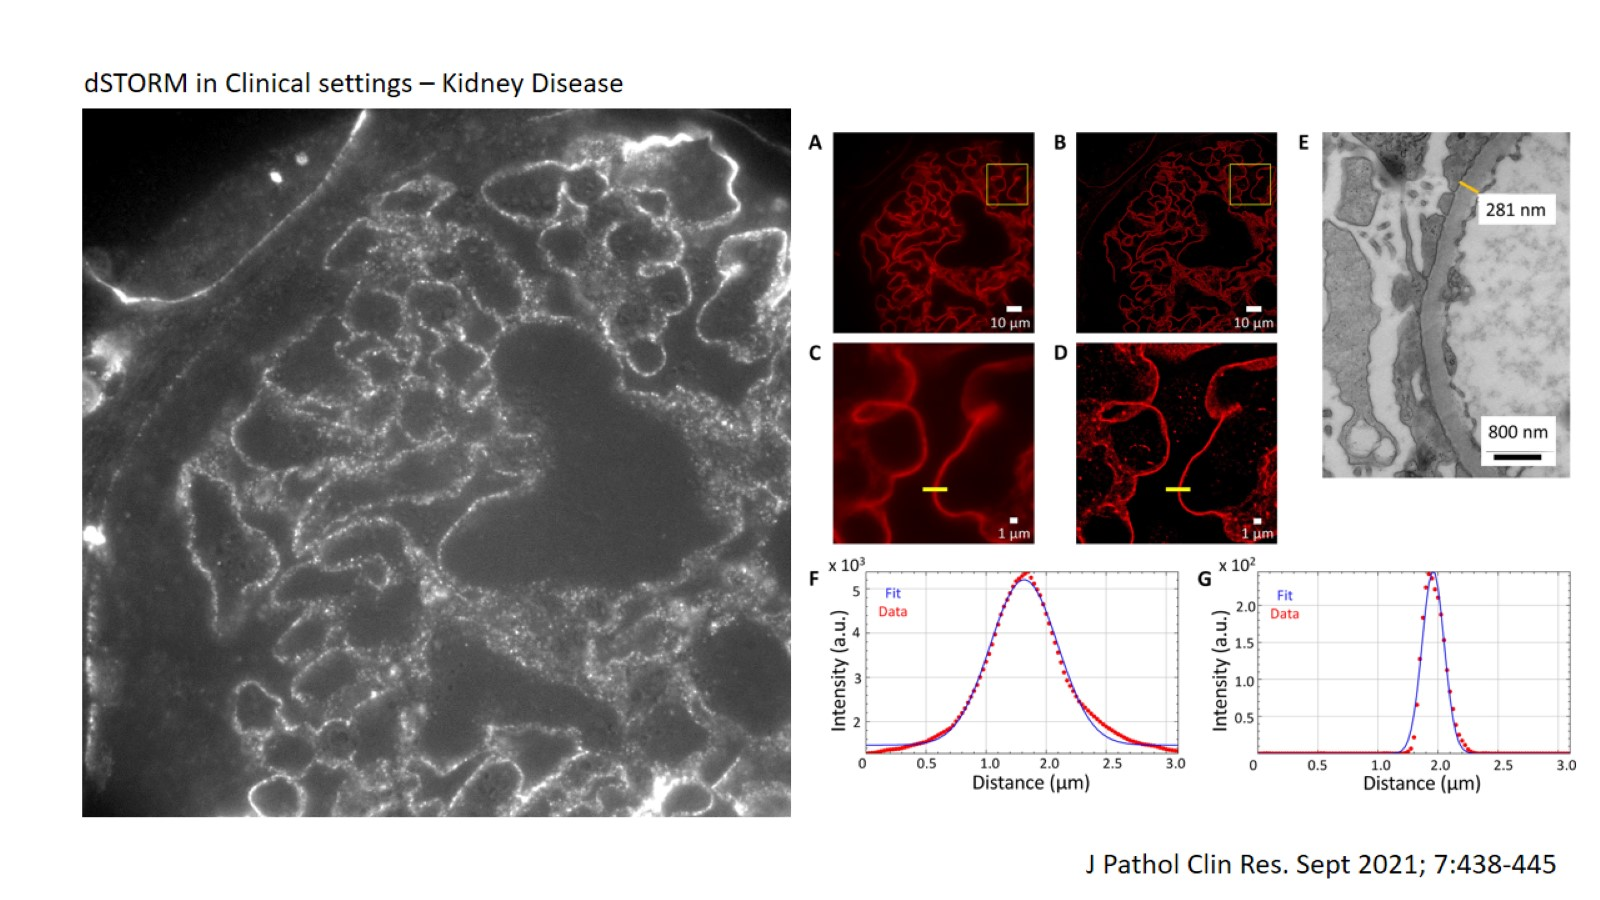 dSTORM in Clinical settings – Kidney Disease
A
10 µm
B
10 µm
E
281 nm
800 nm
C
1 µm
D
1 µm
F
x 10³
Fit
Data
5
4
3
2
Intensity (a.u.)
0 0.5 1.0 2.0 2.5 3.0
Distance (µm)
G
x 10²
Fit
Data
2.0
1.5
1.0
0.5
Intensity (a.u.)
0 0.5 1.0 2.0 2.5 3.0
Distance (µm)
J Pathol Clin Res. Sept 2021; 7:438-445